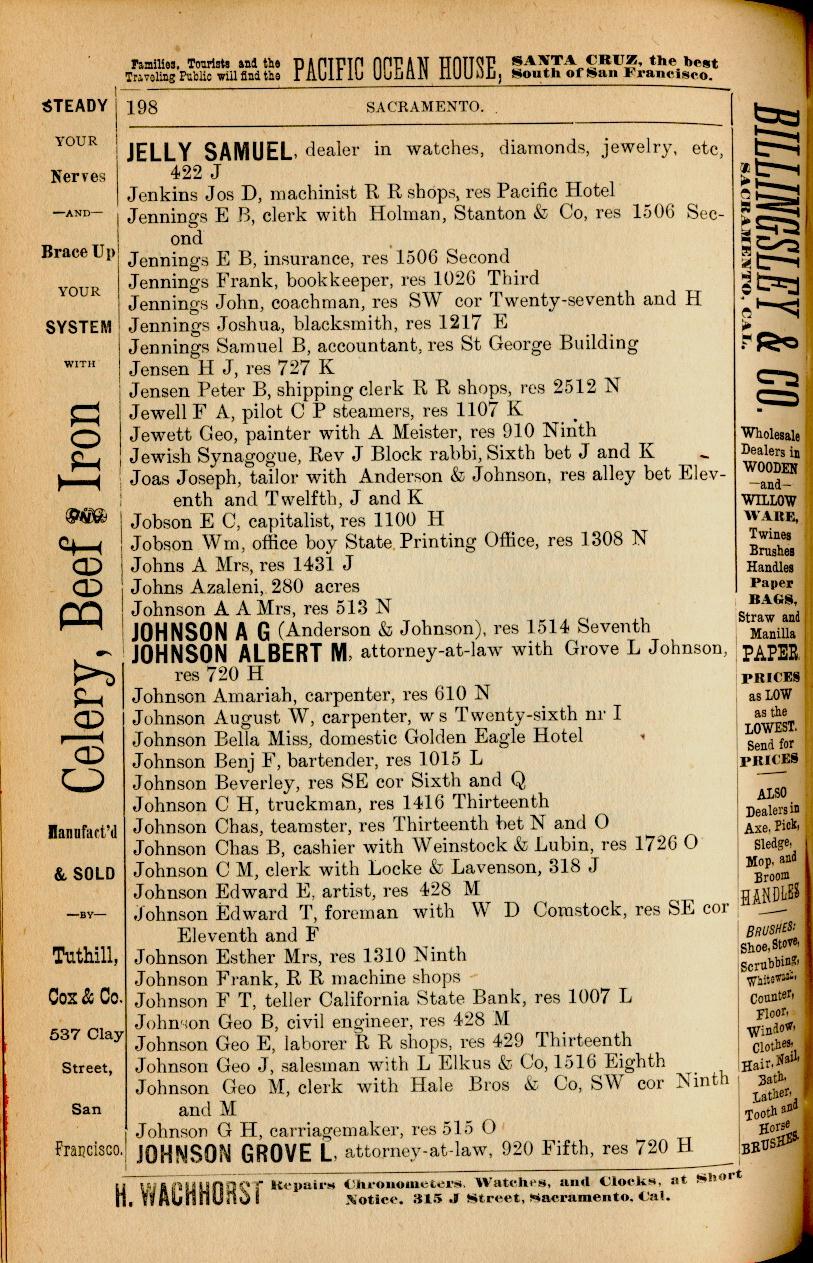 Families, Tourists and the
Traveling Public will find the
PACIFIC OCEAN HOUSE,
SANTA CRUZ, the best
South of San Francisco.
STEADY
YOUR
Nerves
—AND—
Brace Up
YOUR
SYSTEM
WITH
Celery, Beef and Iron
Manufact'd
& SOLD
—BY—
Tuthill,
Cox & Co.
537 Clay
Street,
San
Francisco.
198 SACRAMENTO.
JELLY SAMUEL, dealer in watches, diamonds, jewelry, etc,
422 J
Jenkins Jos D, machinist R R shops, res Pacific Hotel
Jennings E B, clerk with Holman, Stanton & Co, res 1506 Sec-
ond
Jennings E B, insurance, res 1506 Second
Jennings Frank, bookkeeper, res 1026 Third
Jennings John, coachman, res SW cor Twenty-seventh and H
Jennings Joshua, blacksmith, res 1217 E
Jennings Samuel B, accountant, res St George Building
Jensen H J, res 727 K
Jensen Peter B, shipping clerk R R shops, res 2512 N
Jewell F A, pilot C P steamers, res 1107 K
Jewett Geo, painter with A Meister, res 910 Ninth
Jewish Synagogue, Rev J Block rabbi, Sixth bet J and K
Joas Joseph, tailor with Anderson & Johnson, res alley bet Elev-
enth and Twelfth, J and K
Jobson E C, capitalist, res 1100 H
Jobson Wm, office boy State Printing Office, res 1308 N
Johns A Mrs, res 1431 J
Johns Azaleni, 280 acres
Johnson A A Mrs, res 513 N
JOHNSON A G (Anderson & Johnson), res 1514 Seventh
JOHNSON ALBERT M, attorney-at-law with Grove L Johnson,
res 720 H
Johnson Amariah, carpenter, res 610 N
Johnson August W, carpenter, w s Twenty-sixth nr I
Johnson Bella Miss, domestic Golden Eagle Hotel
Johnson Benj F, bartender, res 1015 L
Johnson Beverley, res SE cor Sixth and Q
Johnson C H, truckman, res 1416 Thirteenth
Johnson Chas, teamster, res Thirteenth bet N and O
Johnson Chas B, cashier with Weinstock & Lubin, res 1726 O
Johnson C M, clerk with Locke & Lavenson, 318 J
Johnson Edward E, artist, res 428 M
Johnson Edward T, foreman with W D Comstock, res SE cor
Eleventh and F
Johnson Esther Mrs, res 1310 Ninth
Johnson Frank, R R machine shops
Johnson F T, teller California State Bank, res 1007 L
Johnson Geo B, civil engineer, res 428 M
Johnson Geo E, laborer R R shops, res 429 Thirteenth
Johnson Geo J, salesman with L Elkus & Co, 1516 Eighth
Johnson Geo M, clerk with Hale Bros & Co, SW cor Ninth
and M
Johnson G H, carriagemaker, res 515 O
JOHNSON GROVE L, attorney-at-law, 920 Fifth, res 720 H
BILLINGSLEY & CO.
SACRAMENTO, CAL.
Wholesale
Dealers in
WOODEN
—and—
WILLOW
WARE,
Twines
Brushes
Handles
Paper
BAGS,
Straw and
Manilla
PAPER
PRICES
as LOW
as the
LOWEST.
Send for
PRICES
ALSO
Dealers in
Axe, Pick,
Sledge,
Mop, and
Broom
HANDLES
BRUSHES:
Shoe, Stove,
Scrubbing,
Whitewash,
Counter,
Floor,
Window,
Clothes,
Hair, Nail,
Bath,
Lather,
Tooth and
Horse
BRUSHES.
H. WACHHORST
Repairs Chronometers, Watches, and Clocks, at Short
Notice. 315 J Street, Sacramento, Cal.